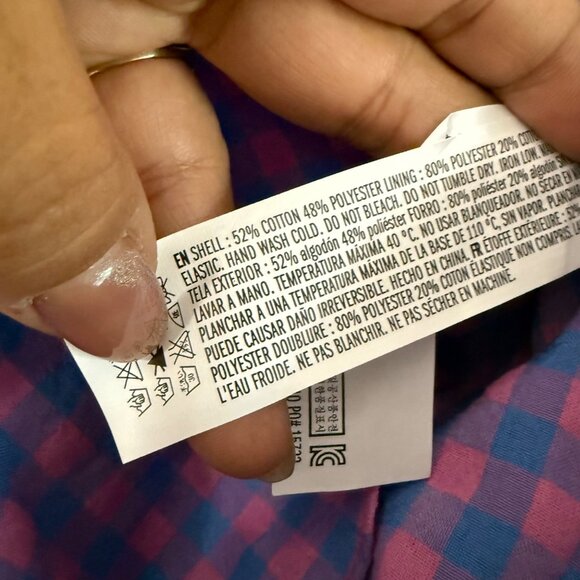 EN SHELL : 52% COTTON 48% POLYESTER LINING : 80% POLYESTER 20% COTTON
ELASTIC. HAND WASH COLD. DO NOT BLEACH. DO NOT TUMBLE DRY. IRON LOW.
TELA EXTERIOR : 52% algodón 48% poliéster FORRO : 80% poliéster 20% algodón
LAVAR A MANO. TEMPERATURA MÁXIMA 40 °C. NO USAR BLANQUEADOR. NO SECAR EN
PLANCHAR A UNA TEMPERATURA MÁXIMA DE LA BASE DE 110 °C, SIN VAPOR. PLANCHA
PUEDE CAUSAR DAÑO IRREVERSIBLE. HECHO EN CHINA. FR ETOFFE EXTÉRIEURE : 52%
POLYESTER DOUBLURE : 80% POLYESTER 20% COTON ÉLASTIQUE NON COMPRIS.
L'EAU FROIDE. NE PAS BLANCHIR. NE PAS SÉCHER EN MACHINE.
PO# 15733